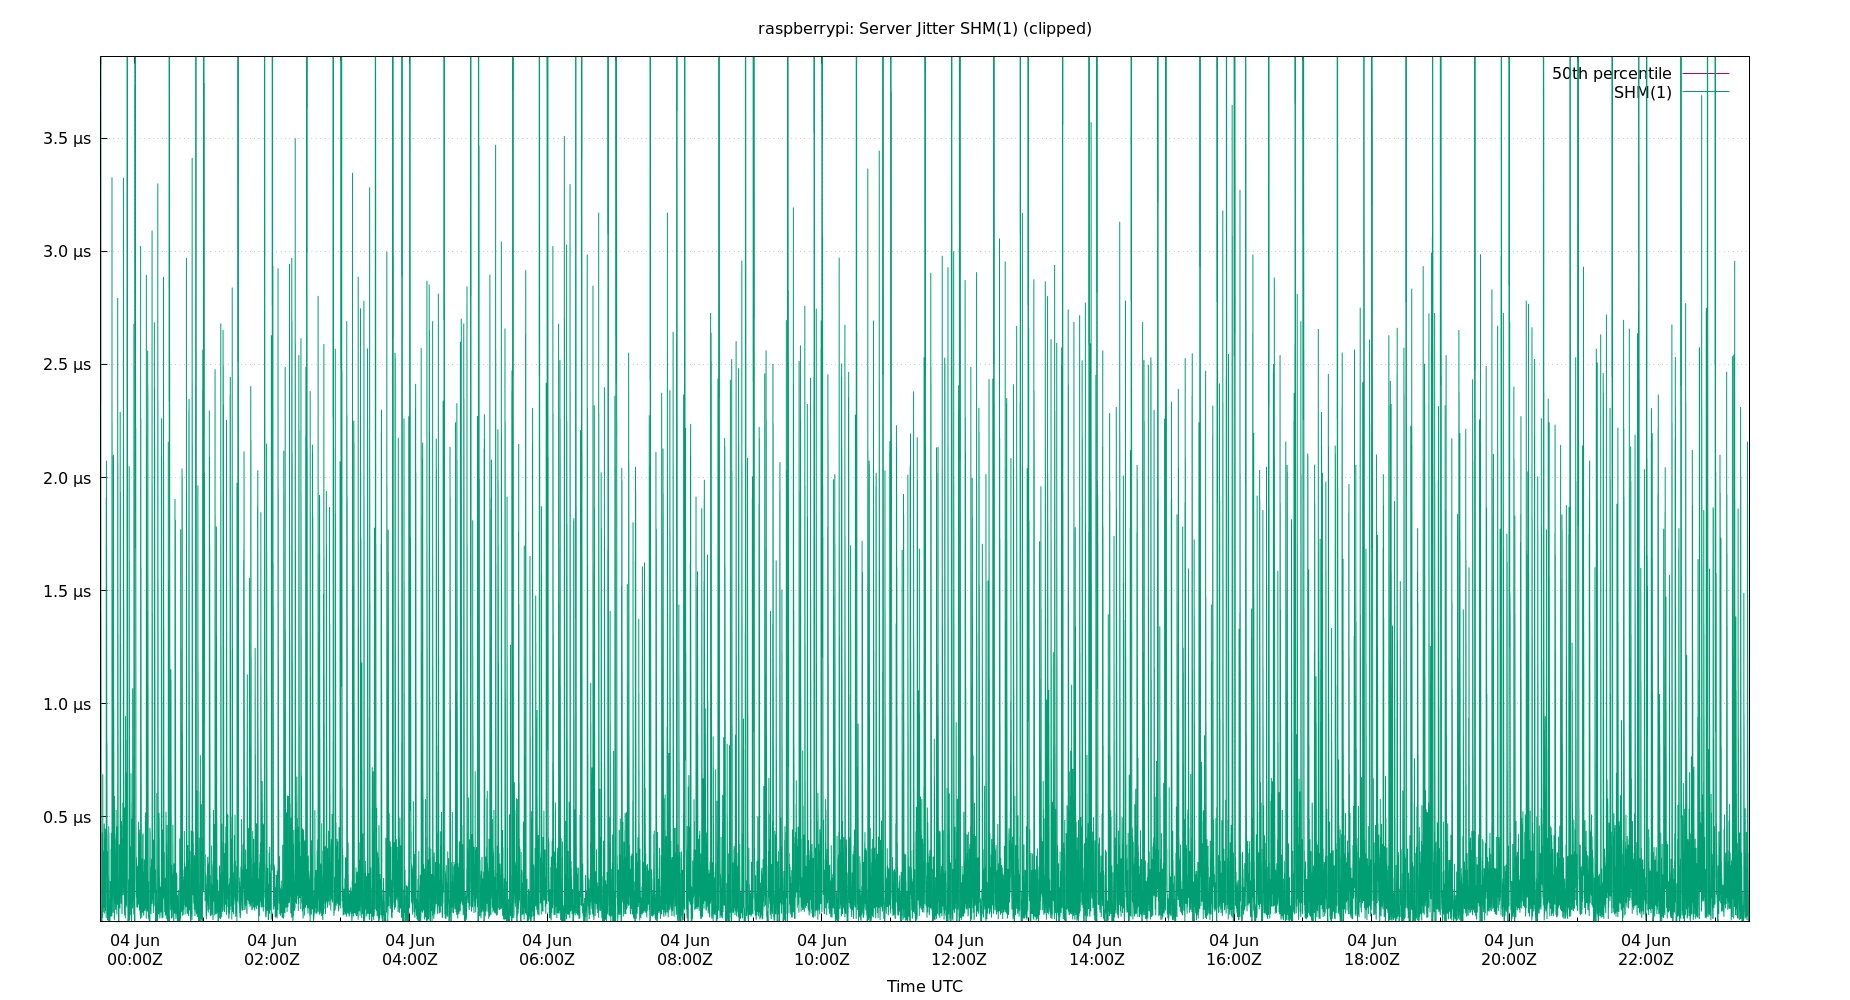 raspberrypi: Server Jitter SHM(1) (clipped)
50th percentile
SHM(1)
3.5 µs
3.0 µs
2.5 µs
2.0 µs
1.5 µs
1.0 µs
0.5 µs
04 Jun 04 Jun 04 Jun 04 Jun 04 Jun 04 Jun 04 Jun 04 Jun 04 Jun 04 Jun 04 Jun 04 Jun
00:00Z 02:00Z 04:00Z 06:00Z 08:00Z 10:00Z 12:00Z 14:00Z 16:00Z 18:00Z 20:00Z 22:00Z
Time UTC